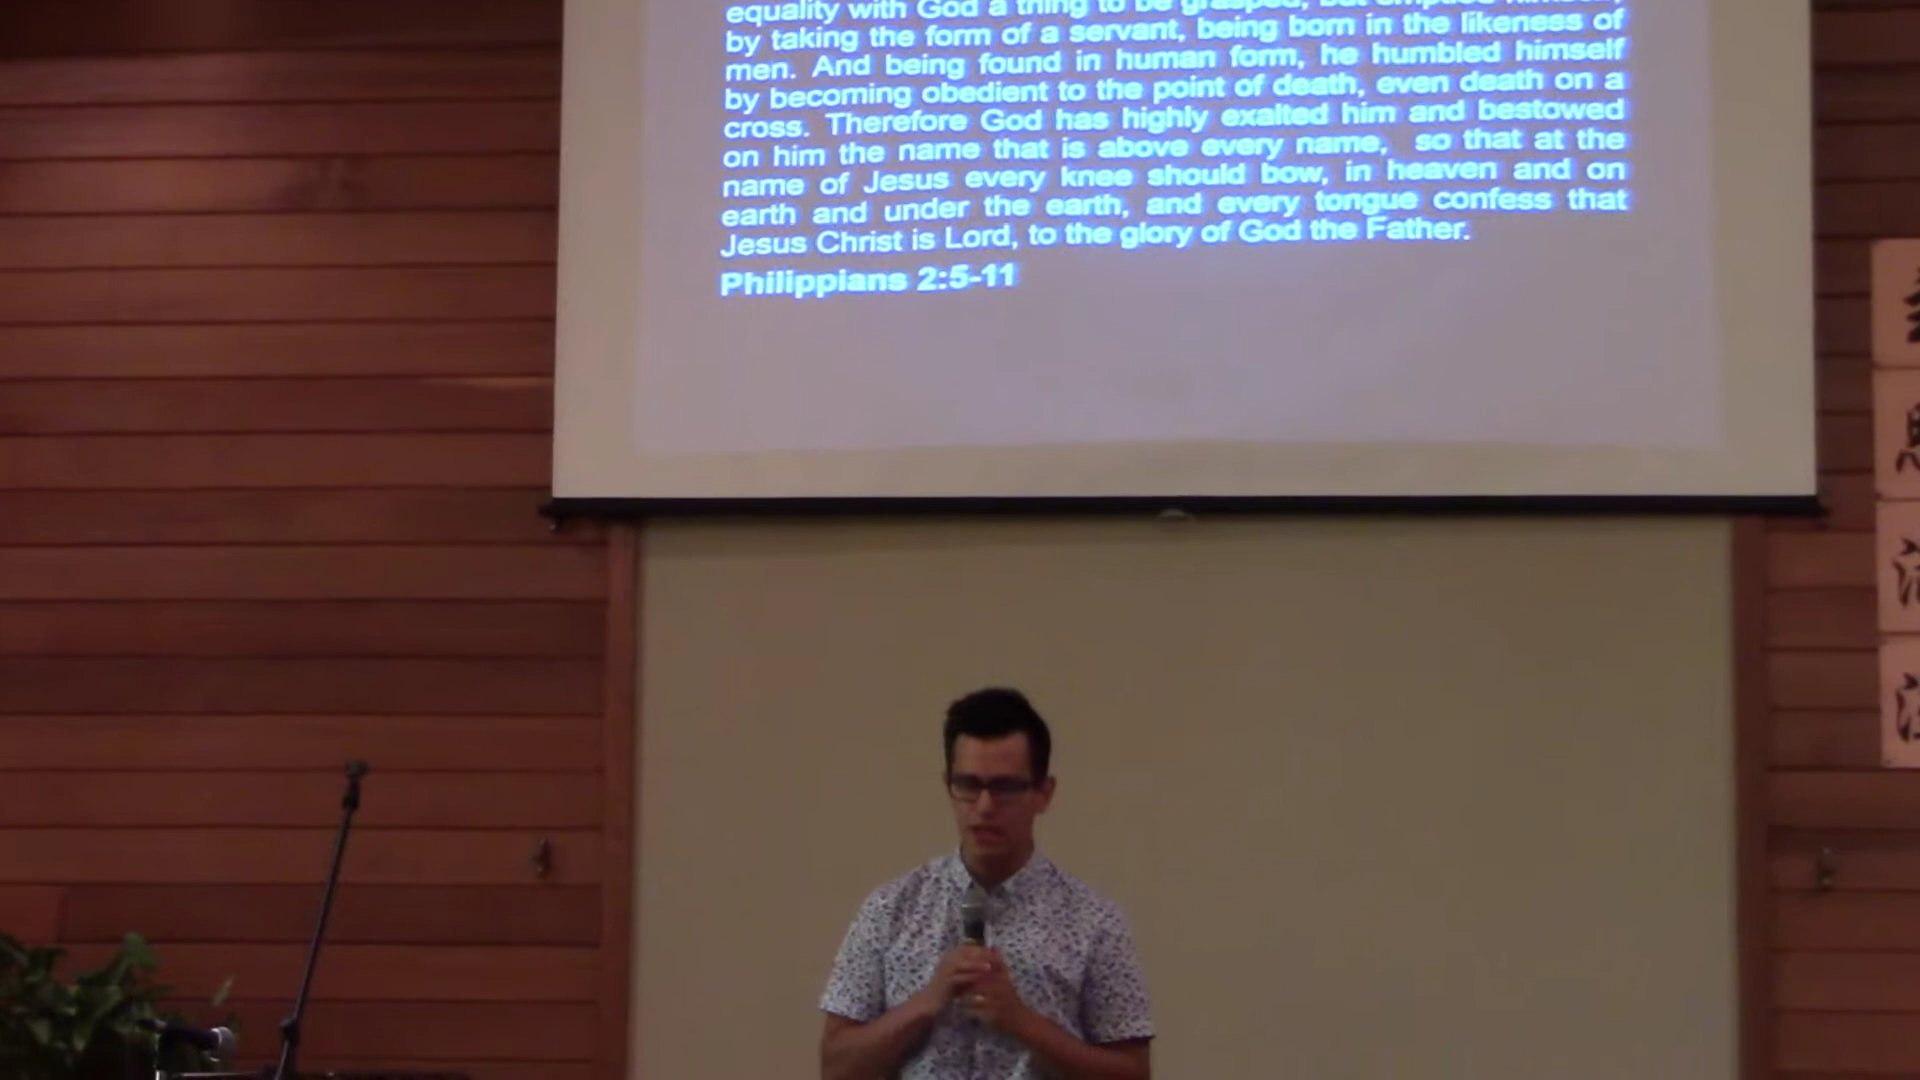 equality with God a thing to be grasped, but emptied himself,
by taking the form of a servant, being born in the likeness of
men. And being found in human form, he humbled himself
by becoming obedient to the point of death, even death on a
cross. Therefore God has highly exalted him and bestowed
on him the name that is above every name, so that at the
name of Jesus every knee should bow, in heaven and on
earth and under the earth, and every tongue confess that
Jesus Christ is Lord, to the glory of God the Father.
Philippians 2:5-11